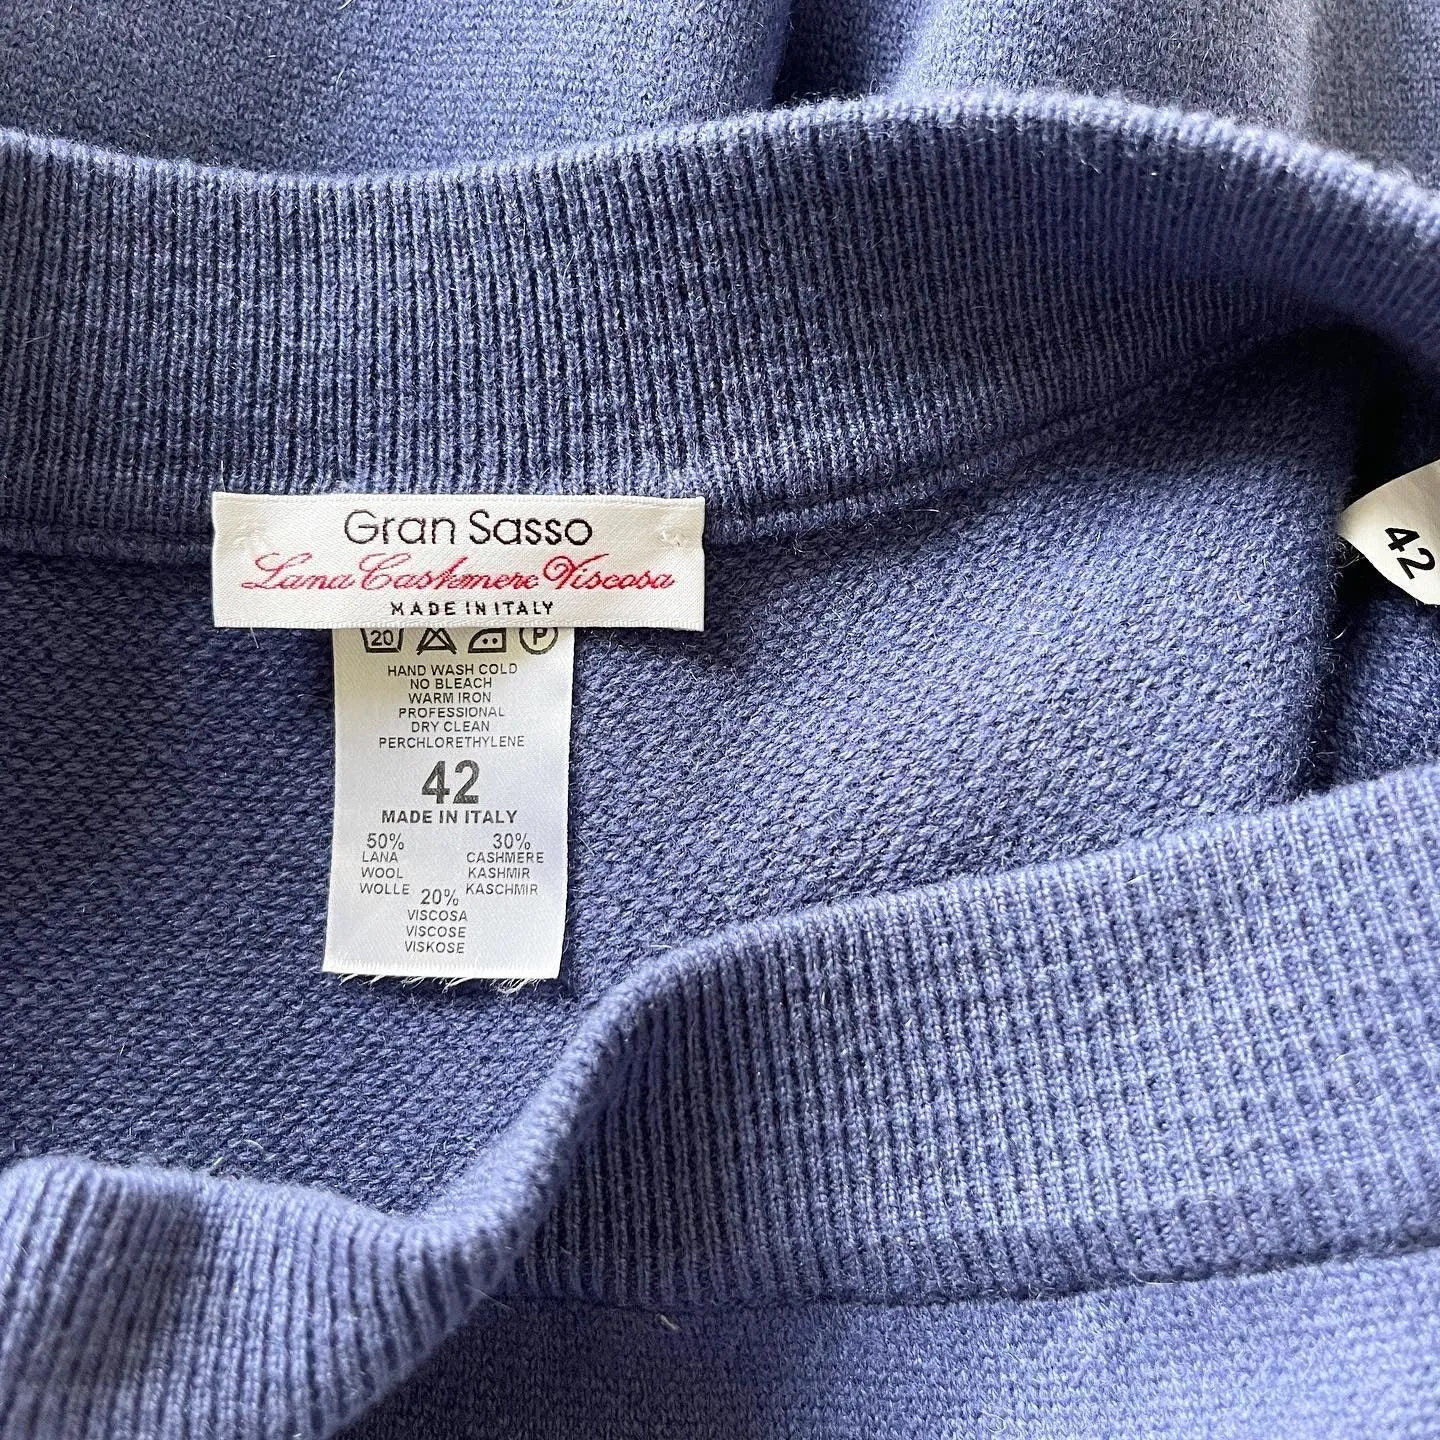 Gran Sasso
Lana Cashmere Viscosa
MADE IN ITALY
20 P
HAND WASH COLD
NO BLEACH
WARM IRON
PROFESSIONAL
DRY CLEAN
PERCHLORETHYLENE
42
MADE IN ITALY
50% 30%
LANA CASHMERE
WOOL KASHMIR
WOLLE KASCHMIR
20%
VISCOSA
VISCOSE
VISKOSE
42